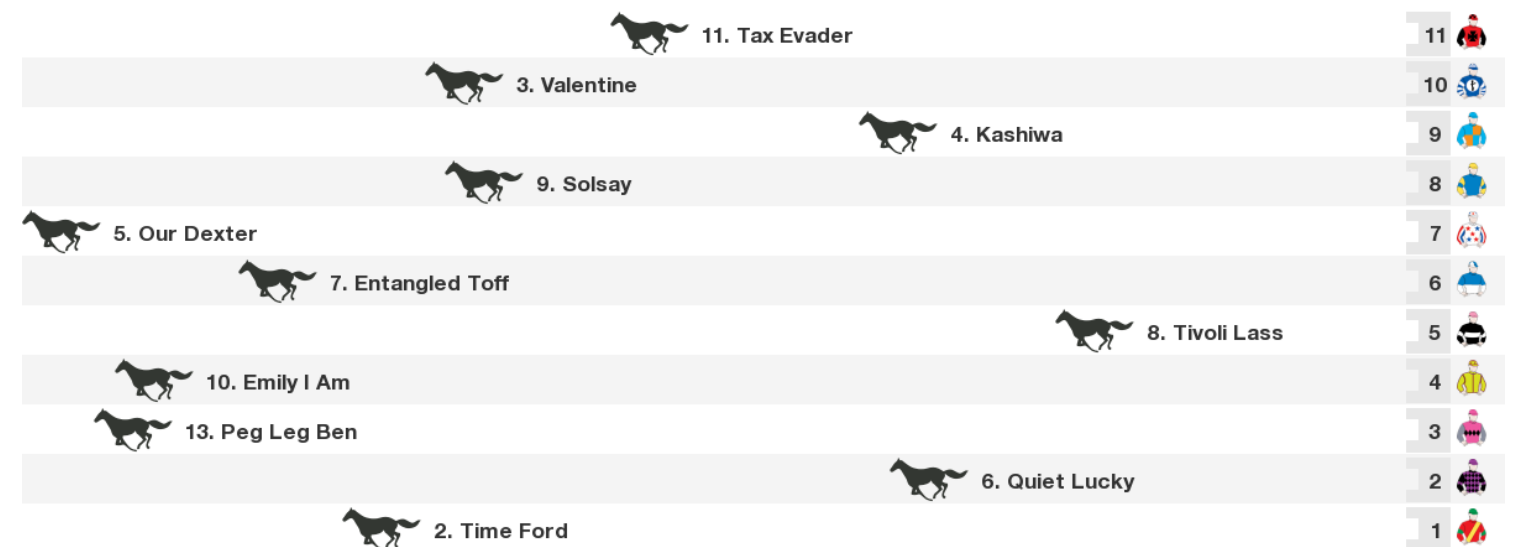 11. Tax Evader 11
3. Valentine 10
4. Kashiwa 9
9. Solsay 8
5. Our Dexter 7
7. Entangled Toff 6
8. Tivoli Lass 5
10. Emily I Am 4
13. Peg Leg Ben 3
6. Quiet Lucky 2
2. Time Ford 1